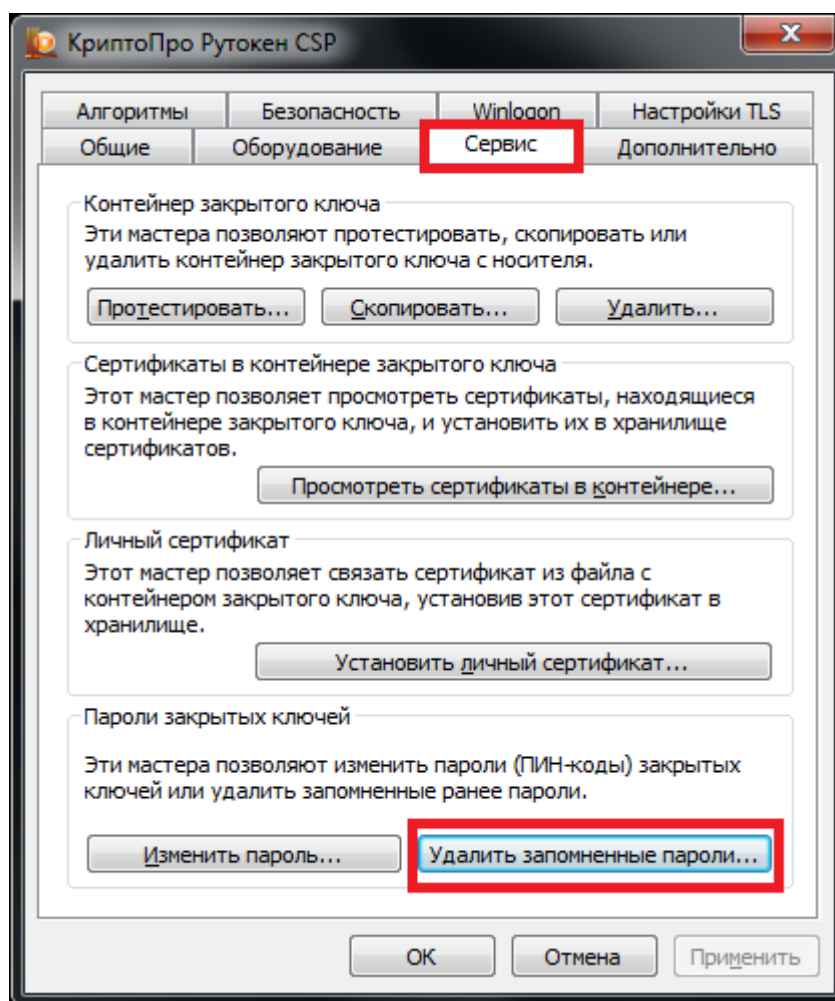 КриптоПро Рутокен CSP
Алгоритмы Безопасность Winlogon Настройки TLS
Общие Оборудование Сервис Дополнительно
Контейнер закрытого ключа
Эти мастера позволяют протестировать, скопировать или
удалить контейнер закрытого ключа с носителя.
Протестировать... Скопировать... Удалить...
Сертификаты в контейнере закрытого ключа
Этот мастер позволяет просмотреть сертификаты, находящиеся
в контейнере закрытого ключа, и установить их в хранилище
сертификатов.
Просмотреть сертификаты в контейнере...
Личный сертификат
Этот мастер позволяет связать сертификат из файла с
контейнером закрытого ключа, установив этот сертификат в
хранилище.
Установить личный сертификат...
Пароли закрытых ключей
Эти мастера позволяют изменить пароли (ПИН-коды) закрытых
ключей или удалить запомненные ранее пароли.
Изменить пароль... Удалить запомненные пароли...
ОК Отмена Применить